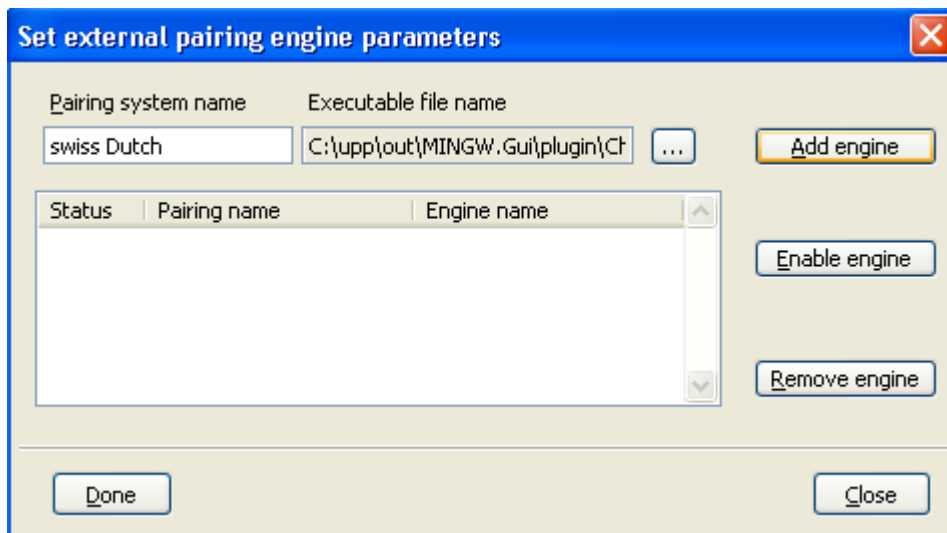 Set external pairing engine parameters
Pairing system name Executable file name
swiss Dutch C:\upp\out\MINGW.Gui\plugin\Ch ... Add engine
Status Pairing name Engine name
Enable engine
Remove engine
Done Close